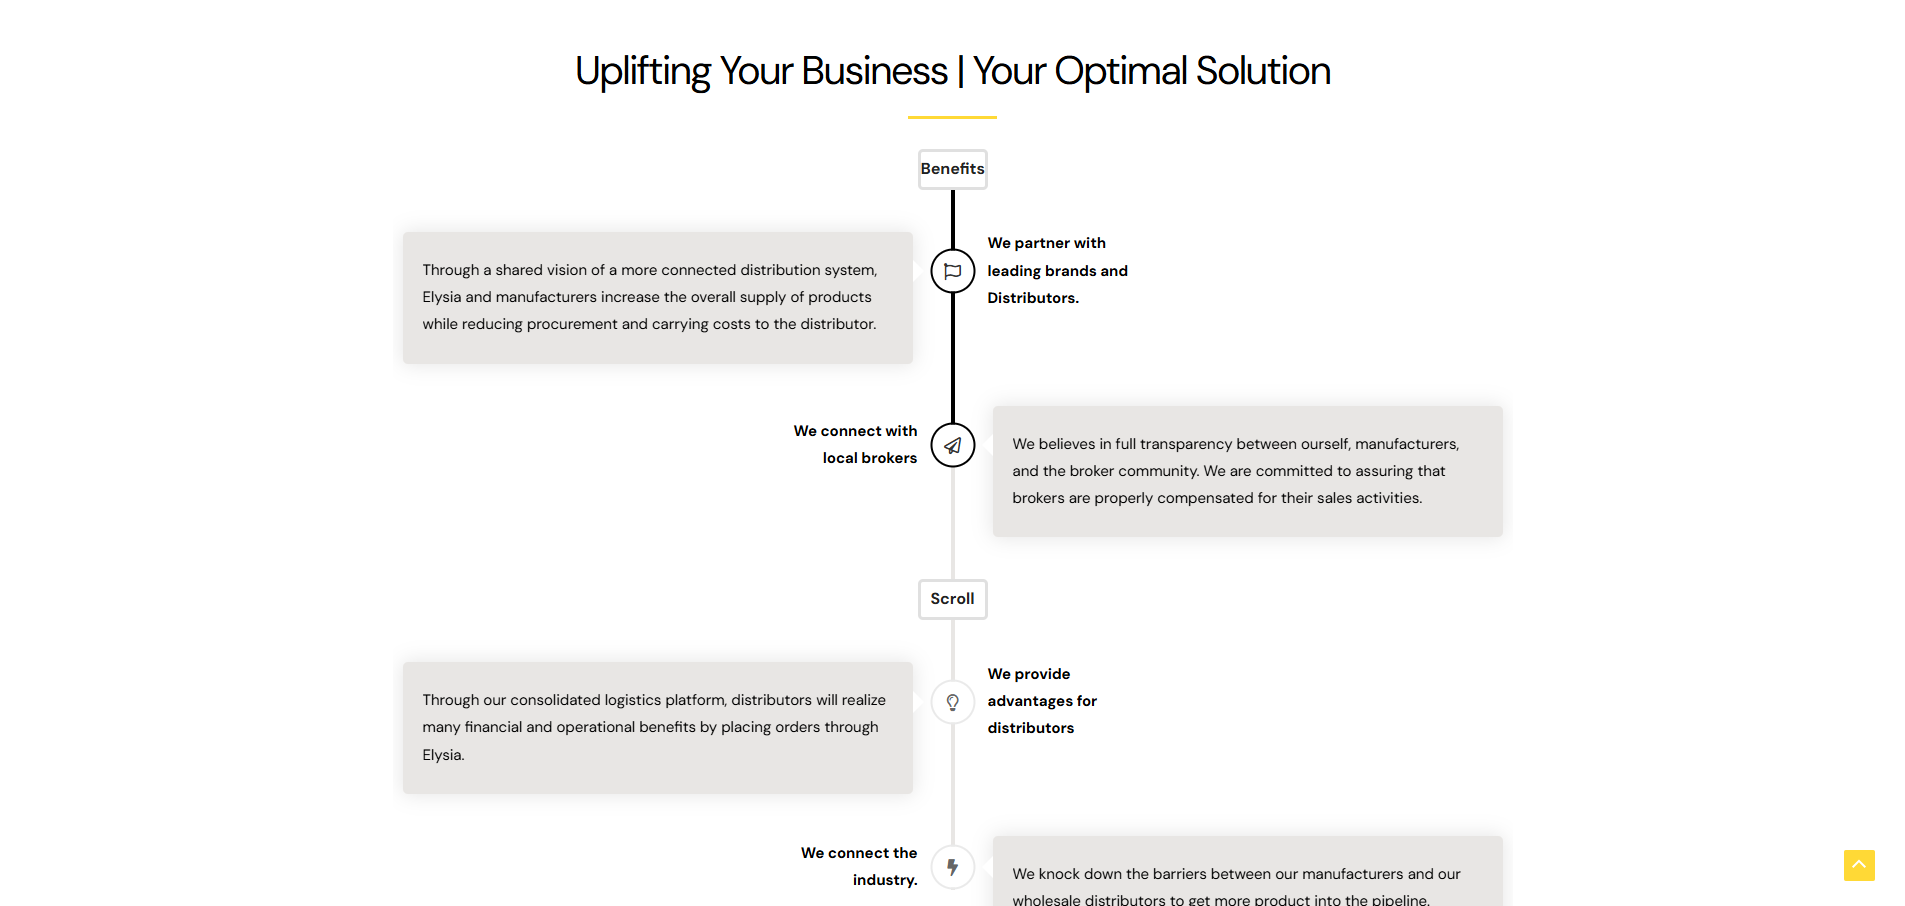 Uplifting Your Business | Your Optimal Solution
Benefits
Through a shared vision of a more connected distribution system,
Elysia and manufacturers increase the overall supply of products
while reducing procurement and carrying costs to the distributor.
We partner with
leading brands and
Distributors.
We connect with
local brokers
We believes in full transparency between ourself, manufacturers,
and the broker community. We are committed to assuring that
brokers are properly compensated for their sales activities.
Scroll
Through our consolidated logistics platform, distributors will realize
many financial and operational benefits by placing orders through
Elysia.
We provide
advantages for
distributors
We connect the
industry.
We knock down the barriers between our manufacturers and our
wholesale distributors to get more product into the pipeline.